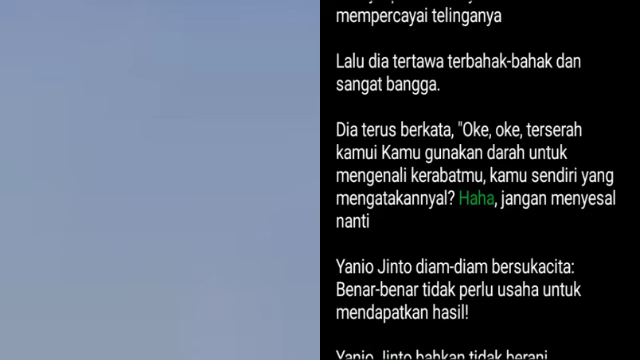 mempercayai telinganya
Lalu dia tertawa terbahak-bahak dan
sangat bangga.
Dia terus berkata, "Oke, oke, terserah
kamui Kamu gunakan darah untuk
mengenali kerabatmu, kamu sendiri yang
mengatakannyal? Haha, jangan menyesal
nanti
Yanio Jinto diam-diam bersukacita:
Benar-benar tidak perlu usaha untuk
mendapatkan hasil!
Yanio Jinto bahkan tidak berani